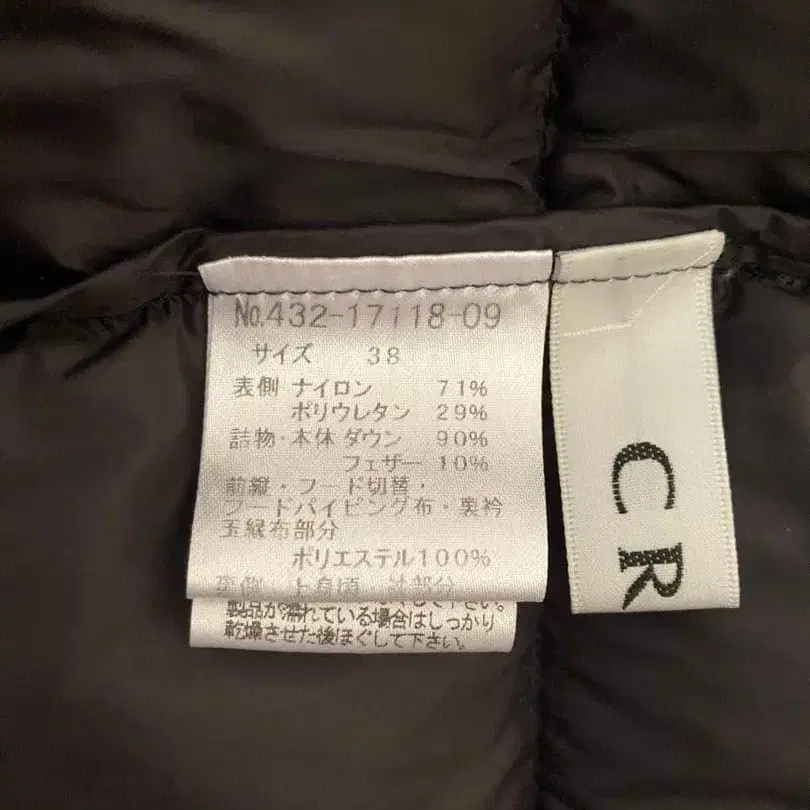 No.432-17118-09
サイズ 38
表側 ナイロン 71%
ポリウレタン 29%
詰物・本体 ダウン 90%
フェザー 10%
前縦・フード切替・
フードパイピング布・裏衿
玉縁布部分
ポリエステル100%
製品が濡れている場合はしっかり
乾燥させた後ほぐして下さい。
CR